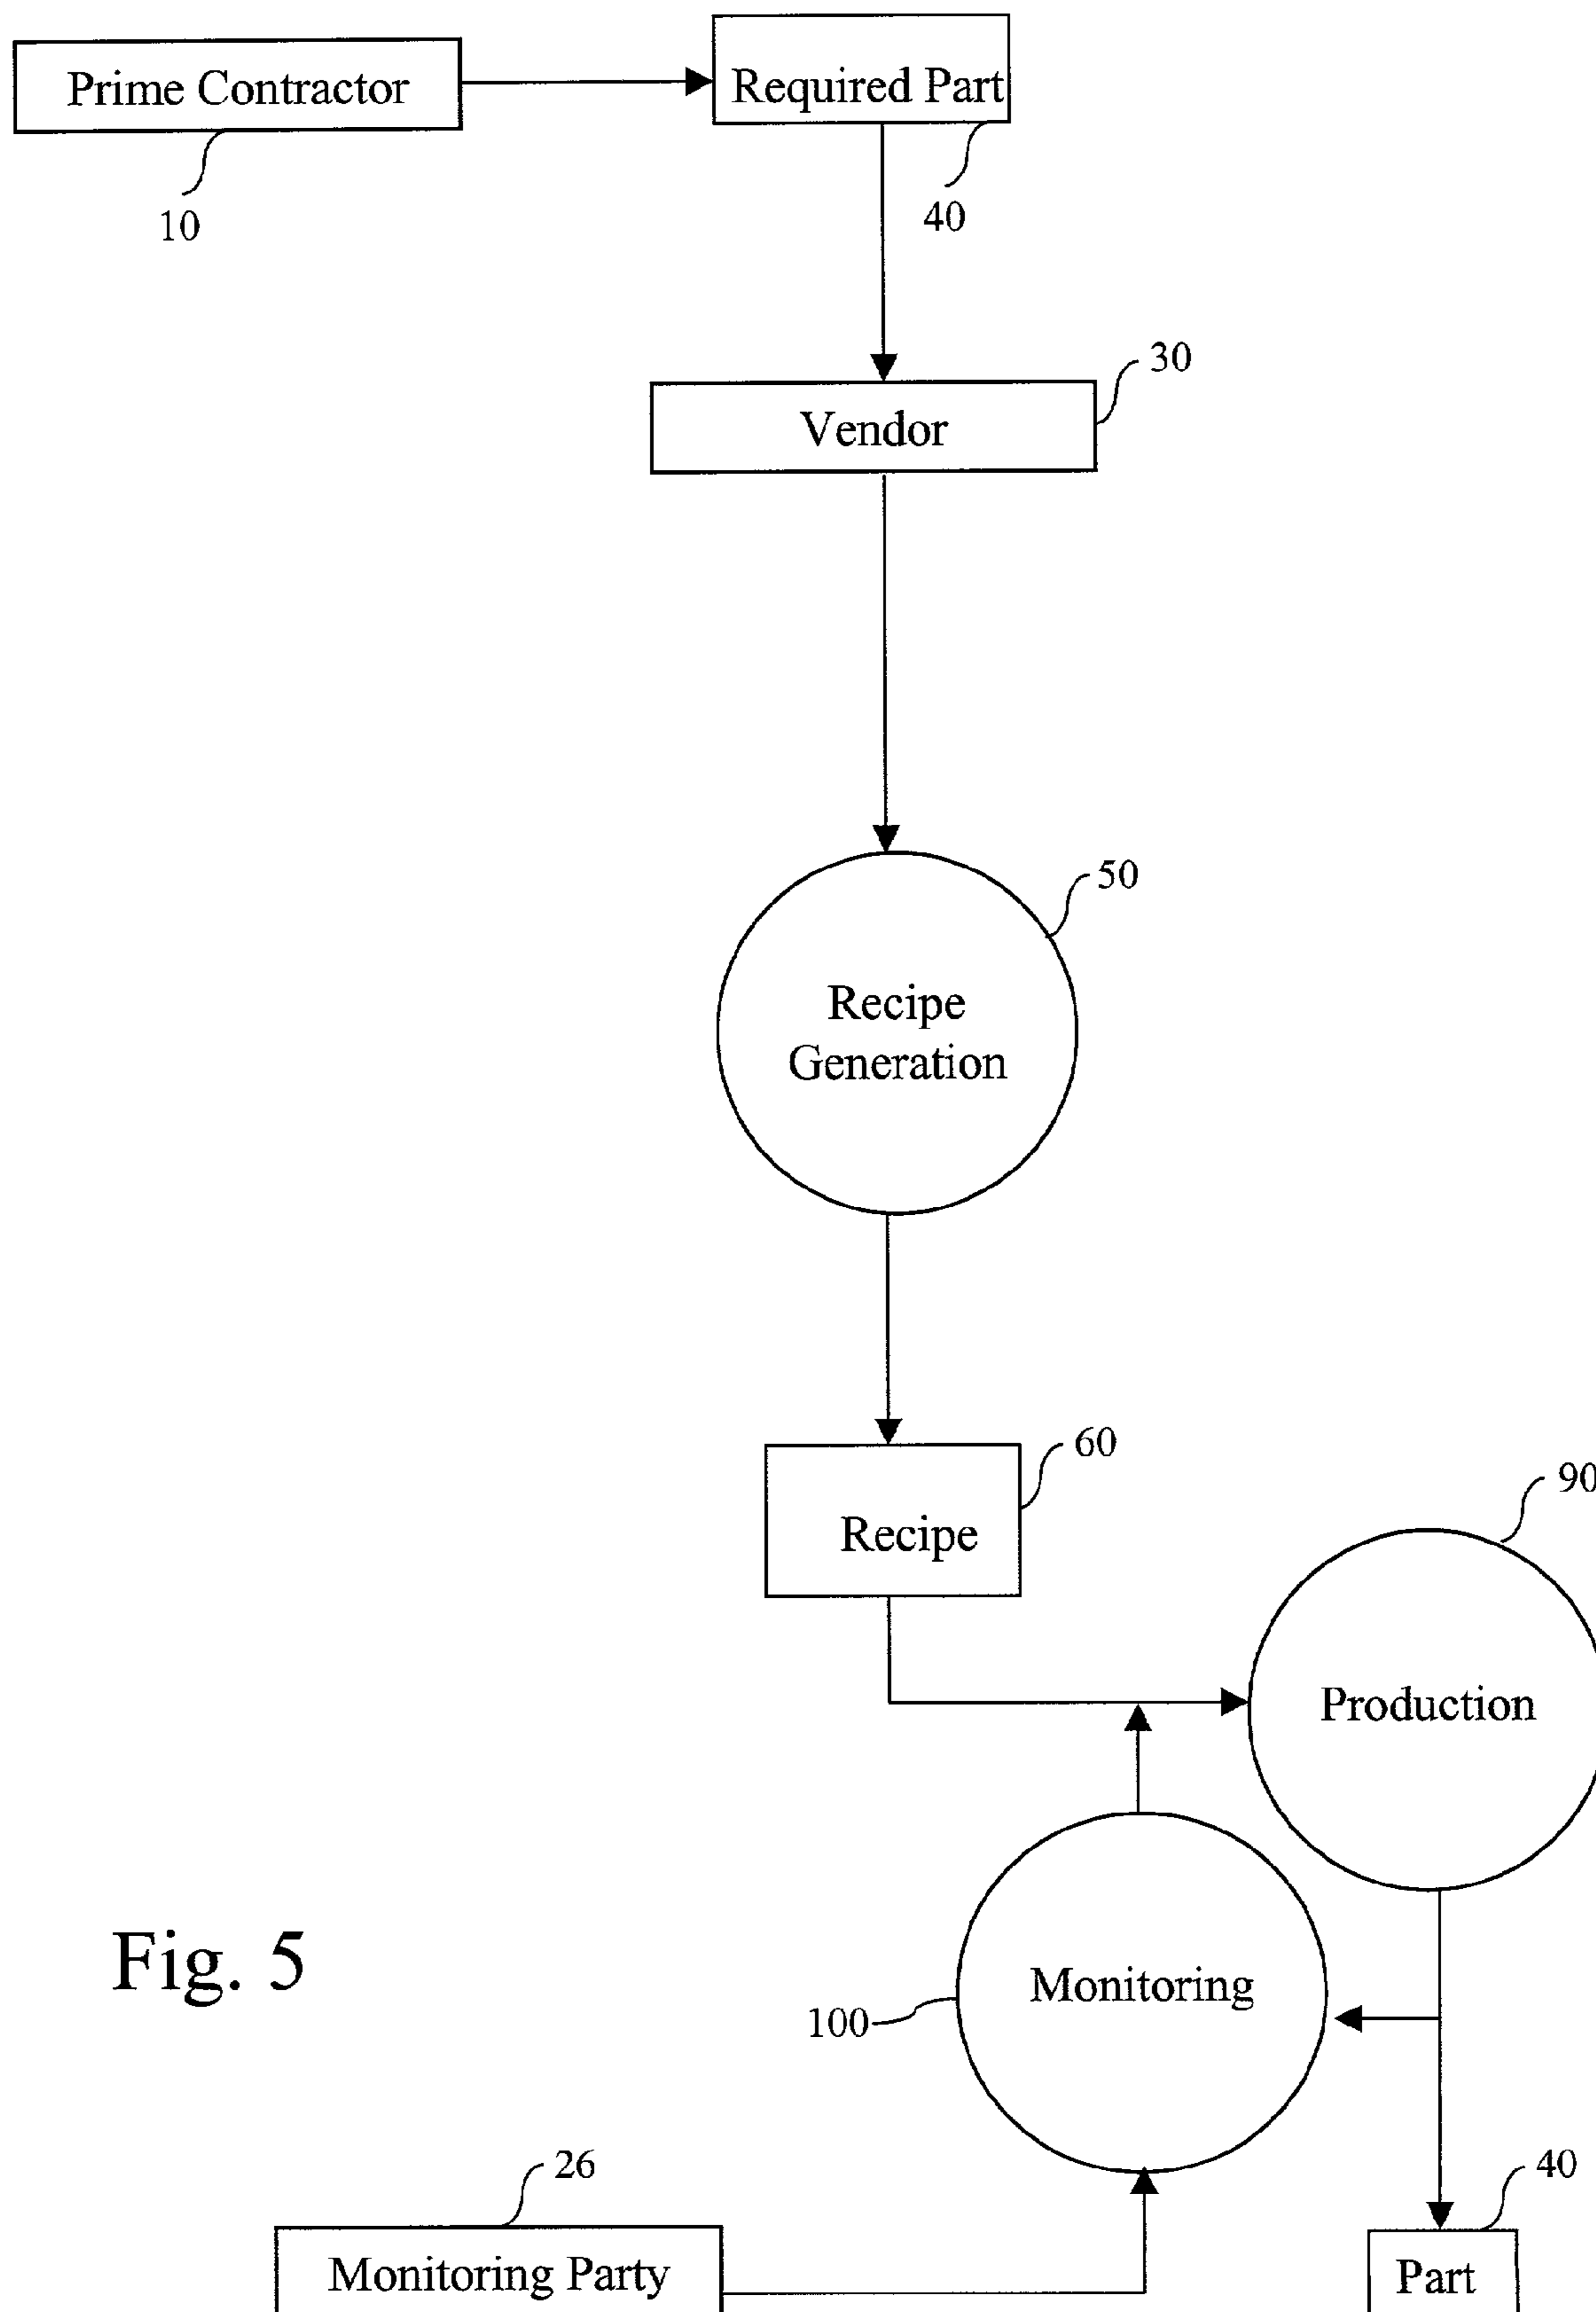 Prime Contractor
Required Part
10
40
30
Vendor
50
Recipe
Generation
60
90
Recipe
Production
Fig. 5
Monitoring
100
26
40
Monitoring Party
Part